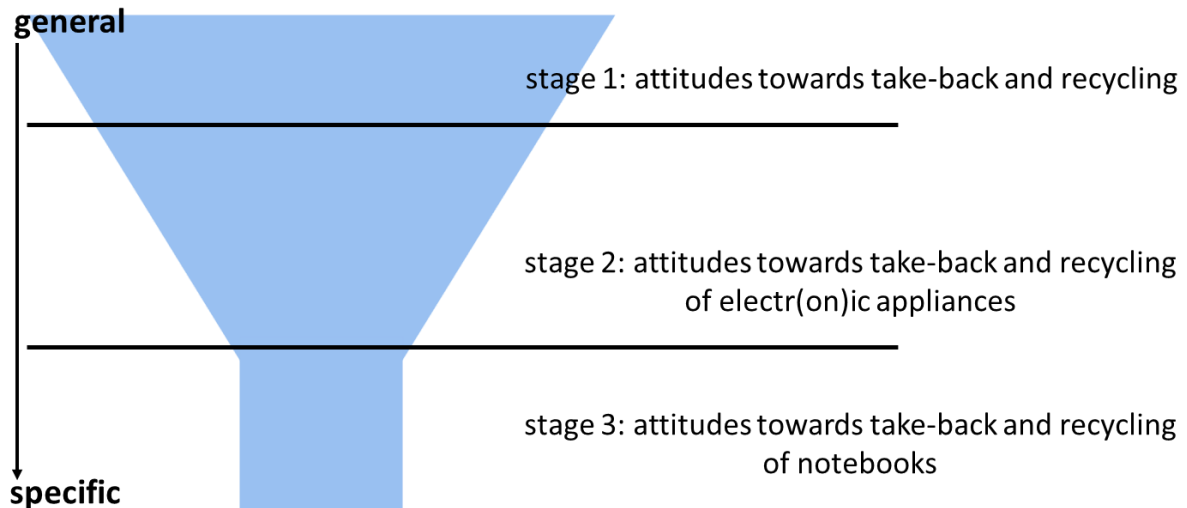 general
stage 1: attitudes towards take-back and recycling
stage 2: attitudes towards take-back and recycling
of electr(on)ic appliances
stage 3: attitudes towards take-back and recycling
of notebooks
specific